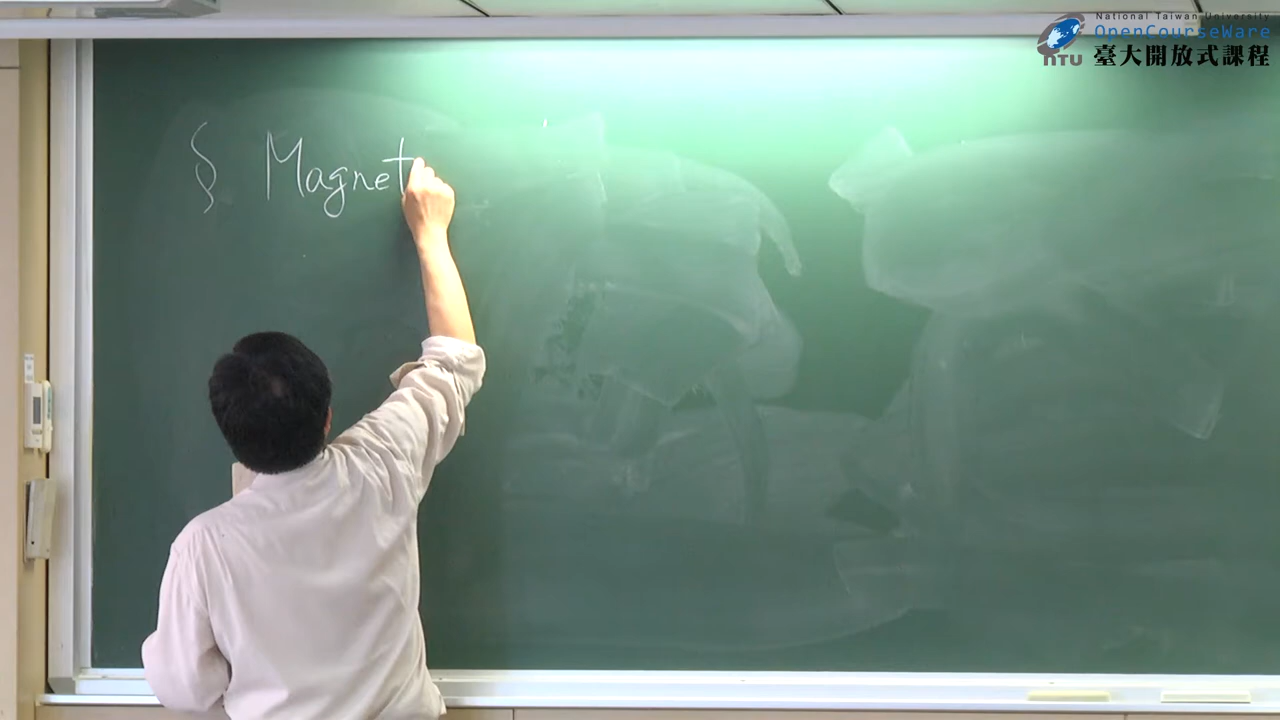 National Taiwan University
OpenCourseWare
NTU 臺大開放式課程
§ Magnet